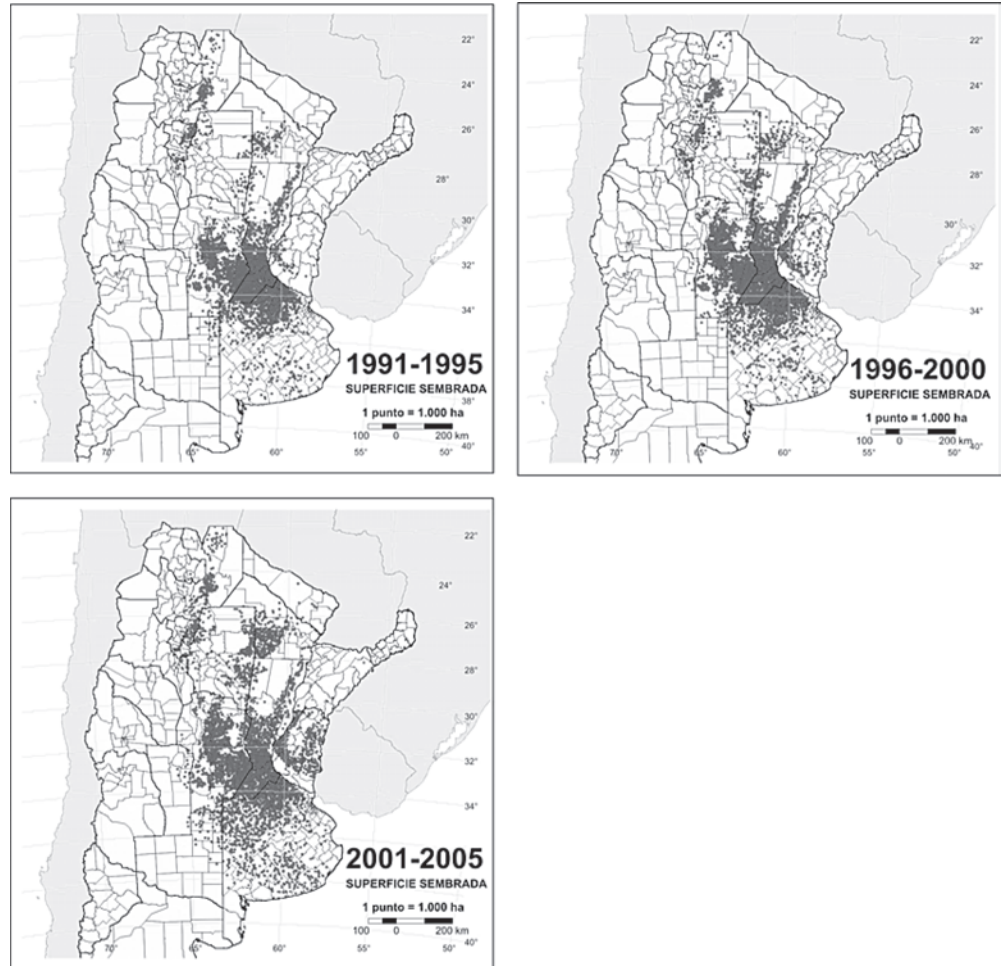 22°
24°
26°
28°
30°
32°
34°
1991-1995
SUPERFICIE SEMBRADA
38°
1 punto = 1.000 ha
100 0 200 km
40°
70° 65° 60° 55° 50°
22°
24°
26°
28°
30°
32°
34°
1996-2000
SUPERFICIE SEMBRADA
1 punto = 1.000 ha
100 0 200 km
40°
70° 65° 60° 55° 50°
22°
24°
26°
28°
30°
32°
34°
2001-2005
SUPERFICIE SEMBRADA
1 punto = 1.000 ha
100 0 200 km
40°
70° 65° 60° 55° 50°